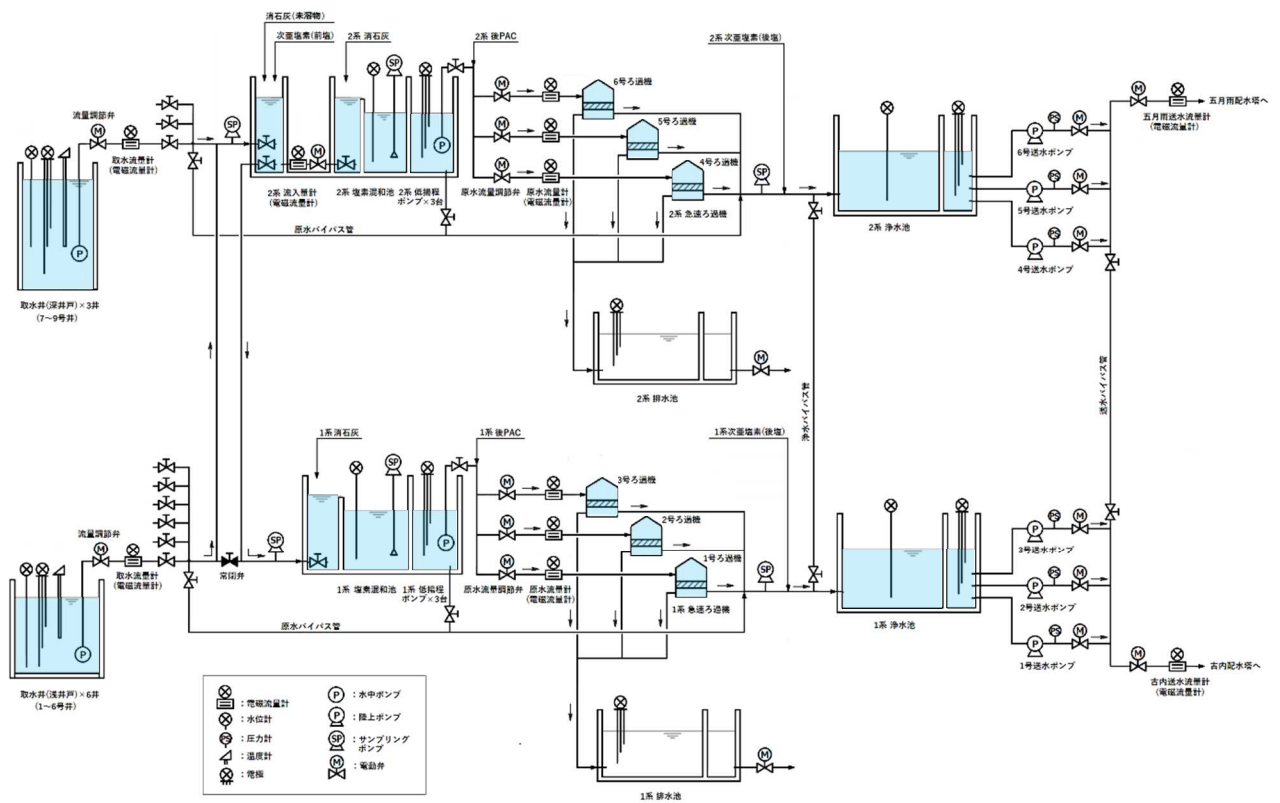 消石灰(未溶物)
次亜塩素(前塩)
2系 消石灰
SP
2系 後PAC
2系 次亜塩素(後塩)
流量調節弁
M
SP
取水流量計
(電磁流量計)
P
取水井(深井戸)×3井
(7〜9号井)
M
2系 流入量計
(電磁流量計)
2系 塩素混和池
P
2系 低揚程
ポンプ×3台
M
M
M
原水流量調節弁
原水流量計
(電磁流量計)
6号ろ過機
5号ろ過機
4号ろ過機
2系 急速ろ過機
SP
原水バイパス管
2系 浄水池
P
PS
M
6号送水ポンプ
P
PS
M
5号送水ポンプ
P
PS
M
4号送水ポンプ
M
五月雨送水流量計
(電磁流量計)
五月雨配水塔へ
M
2系 排水池
浄水バイパス管
送水バイパス管
1系 消石灰
SP
1系 後PAC
1系 次亜塩素(後塩)
流量調節弁
M
取水流量計
(電磁流量計)
常閉弁
SP
P
取水井(浅井戸)×6井
(1〜6号井)
1系 塩素混和池
P
1系 低揚程
ポンプ×3台
M
M
M
原水流量調節弁
原水流量計
(電磁流量計)
3号ろ過機
2号ろ過機
1号ろ過機
1系 急速ろ過機
SP
原水バイパス管
1系 浄水池
P
PS
M
3号送水ポンプ
P
PS
M
2号送水ポンプ
P
PS
M
1号送水ポンプ
M
古内送水流量計
(電磁流量計)
古内配水塔へ
M
1系 排水池
:電磁流量計
:水位計
PS :圧力計
:温度計
:電極
P :水中ポンプ
P :陸上ポンプ
SP :サンプリング
ポンプ
M :電動弁